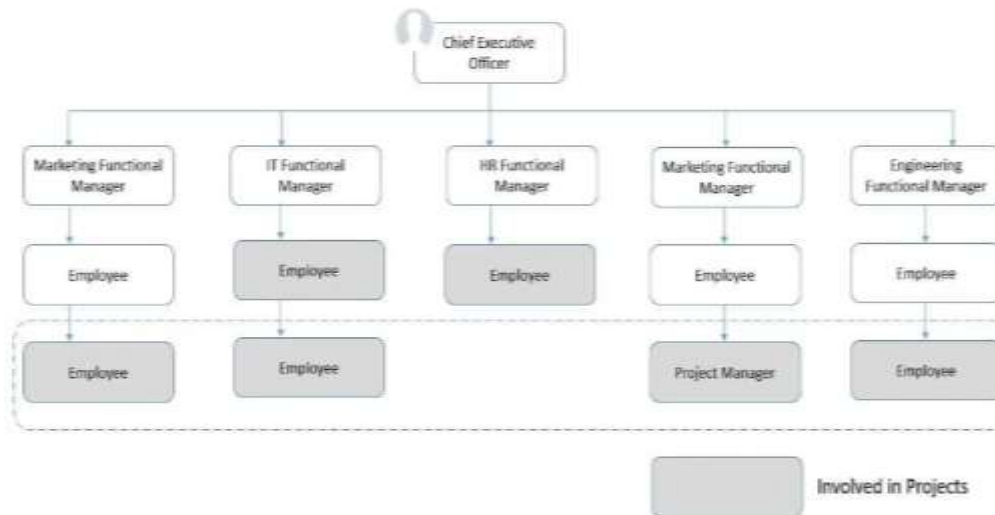 Chief Executive
Officer
Marketing Functional
Manager
IT Functional
Manager
HR Functional
Manager
Marketing Functional
Manager
Engineering
Functional Manager
Employee
Employee
Employee
Employee
Employee
Employee
Employee
Project Manager
Employee
Involved in Projects